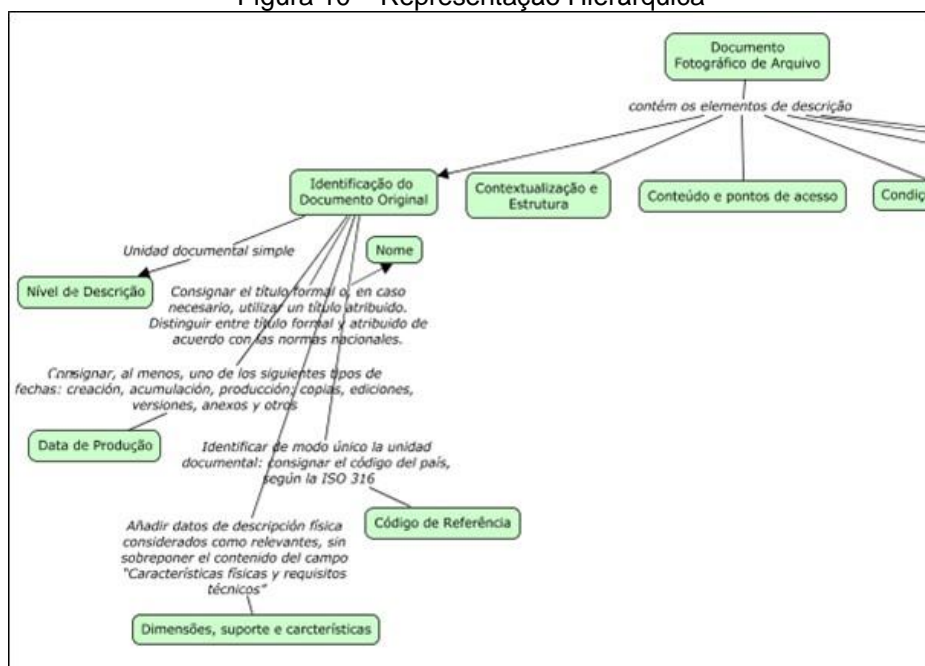 Figura 10 – Representação Hierárquica
Documento
Fotográfico de Arquivo
contém os elementos de descrição
Identificação do
Documento Original
Contextualização e
Estrutura
Conteúdo e pontos de acesso
Condiç
Unidad documental simple
Nome
Nível de Descrição
Consignar el título formal o, en caso
necesario, utilizar un título atribuido.
Distinguir entre título formal y atribuido de
acuerdo con las normas nacionales.
Consignar, al menos, uno de los siguientes tipos de
fechas: creación, acumulación, producción; copias, ediciones,
versiones, anexos y otros
Data de Produção
Identificar de modo único la unidad
documental: consignar el código del país,
según la ISO 316
Código de Referência
Añadir datos de descripción física
considerados como relevantes, sin
sobreponer el contenido del campo
"Características físicas y requisitos
técnicos"
Dimensões, suporte e carcterísticas